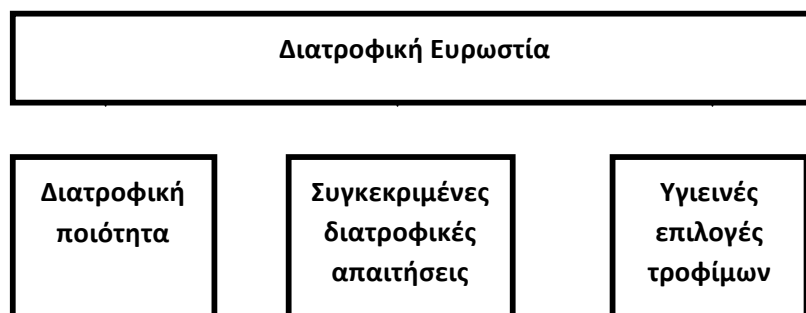 Διατροφική Ευρωστία
Διατροφική
ποιότητα
Συγκεκριμένες
διατροφικές
απαιτήσεις
Υγιεινές
επιλογές
τροφίμων